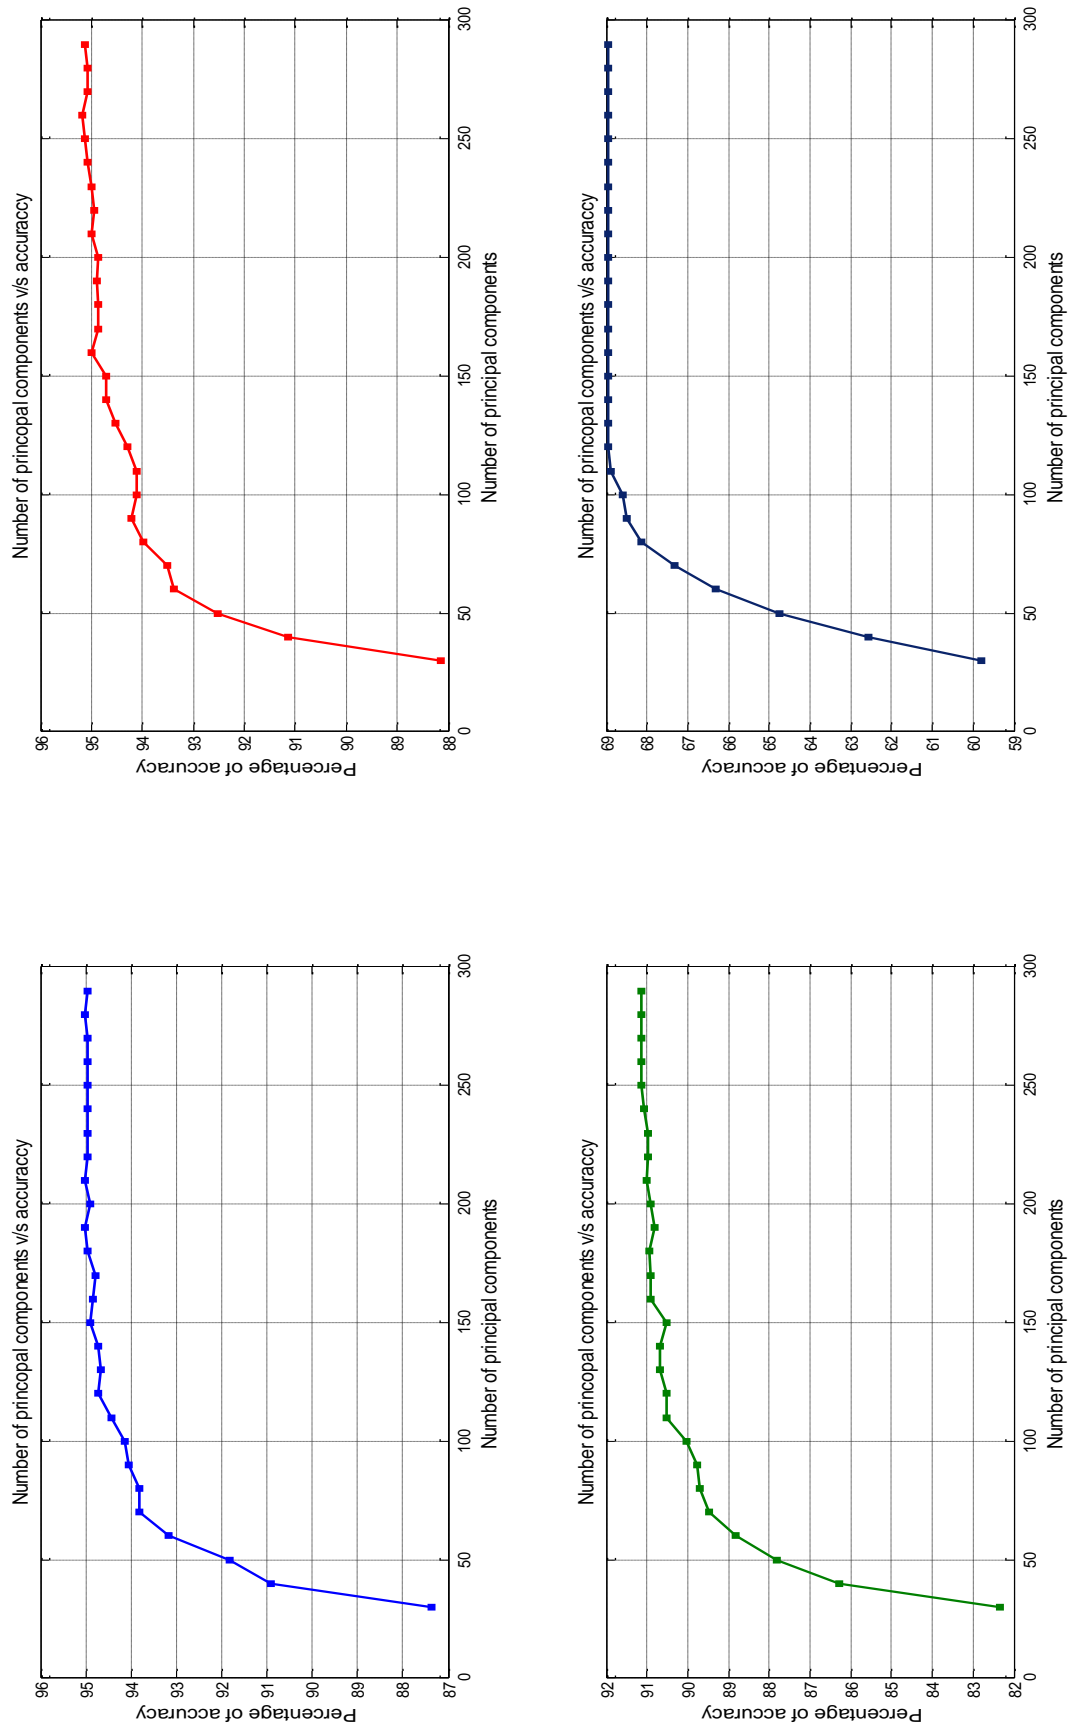 Number of princopal components v/s accuraccy
Percentage of accuracy
96
95
94
93
92
91
90
89
88
87
0 50 100 150 200 250 300
Number of principal components
Number of princopal components v/s accuraccy
Percentage of accuracy
96
95
94
93
92
91
90
89
88
0 50 100 150 200 250 300
Number of principal components
Number of princopal components v/s accuraccy
Percentage of accuracy
92
91
90
89
88
87
86
85
84
83
82
0 50 100 150 200 250 300
Number of principal components
Number of princopal components v/s accuraccy
Percentage of accuracy
69
68
67
66
65
64
63
62
61
60
59
0 50 100 150 200 250 300
Number of principal components